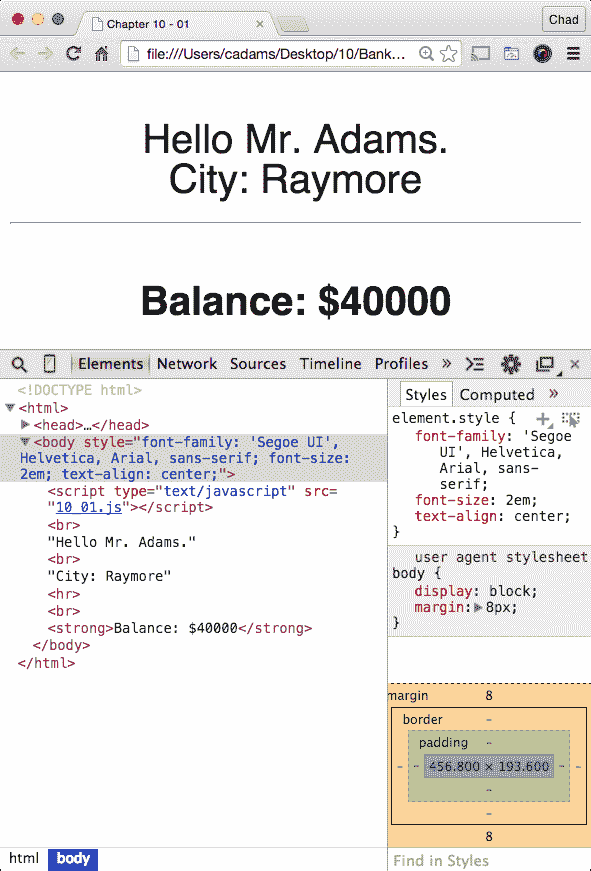 Chapter 10 - 01
Chad
file:///Users/cadams/Desktop/10/Bank...
Hello Mr. Adams.
City: Raymore
Balance: $40000
Elements Network Sources Timeline Profiles »
<!DOCTYPE html>
<html>
<head>…</head>
<body style="font-family: 'Segoe UI',
Helvetica, Arial, sans-serif; font-size:
2em; text-align: center;">
<script type="text/javascript" src=
"10_01.js"></script>
<br>
"Hello Mr. Adams."
<br>
"City: Raymore"
<hr>
<br>
<strong>Balance: $40000</strong>
</body>
</html>
html body
Styles Computed »
element.style {
font-family: 'Segoe
UI', Helvetica,
Arial, sans-
serif;
font-size: 2em;
text-align: center;
}
user agent stylesheet
body {
display: block;
margin: 8px;
}
margin 8
border -
padding -
- - 456.800 × 193.600 - -
-
-
8
Find in Styles